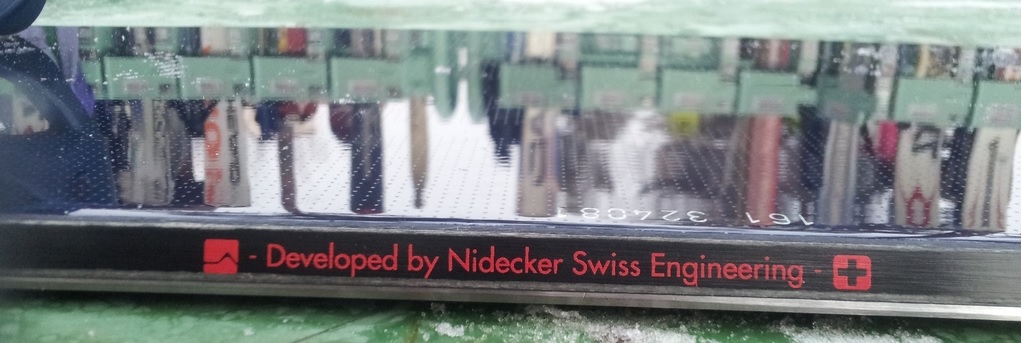 161 324081
- Developed by Nidecker Swiss Engineering -